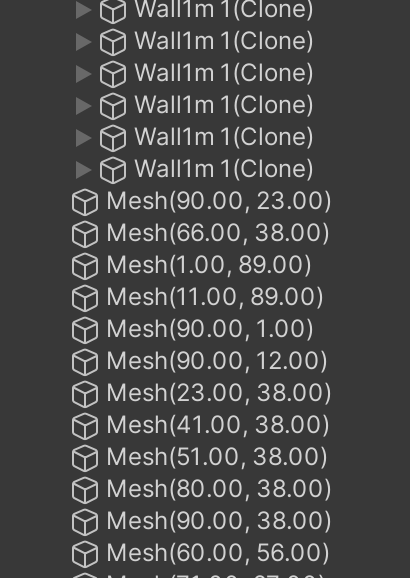 Wall1m 1(Clone)
Wall1m 1(Clone)
Wall1m 1(Clone)
Wall1m 1(Clone)
Wall1m 1(Clone)
Wall1m 1(Clone)
Mesh(90.00, 23.00)
Mesh(66.00, 38.00)
Mesh(1.00, 89.00)
Mesh(11.00, 89.00)
Mesh(90.00, 1.00)
Mesh(90.00, 12.00)
Mesh(23.00, 38.00)
Mesh(41.00, 38.00)
Mesh(51.00, 38.00)
Mesh(80.00, 38.00)
Mesh(90.00, 38.00)
Mesh(60.00, 56.00)